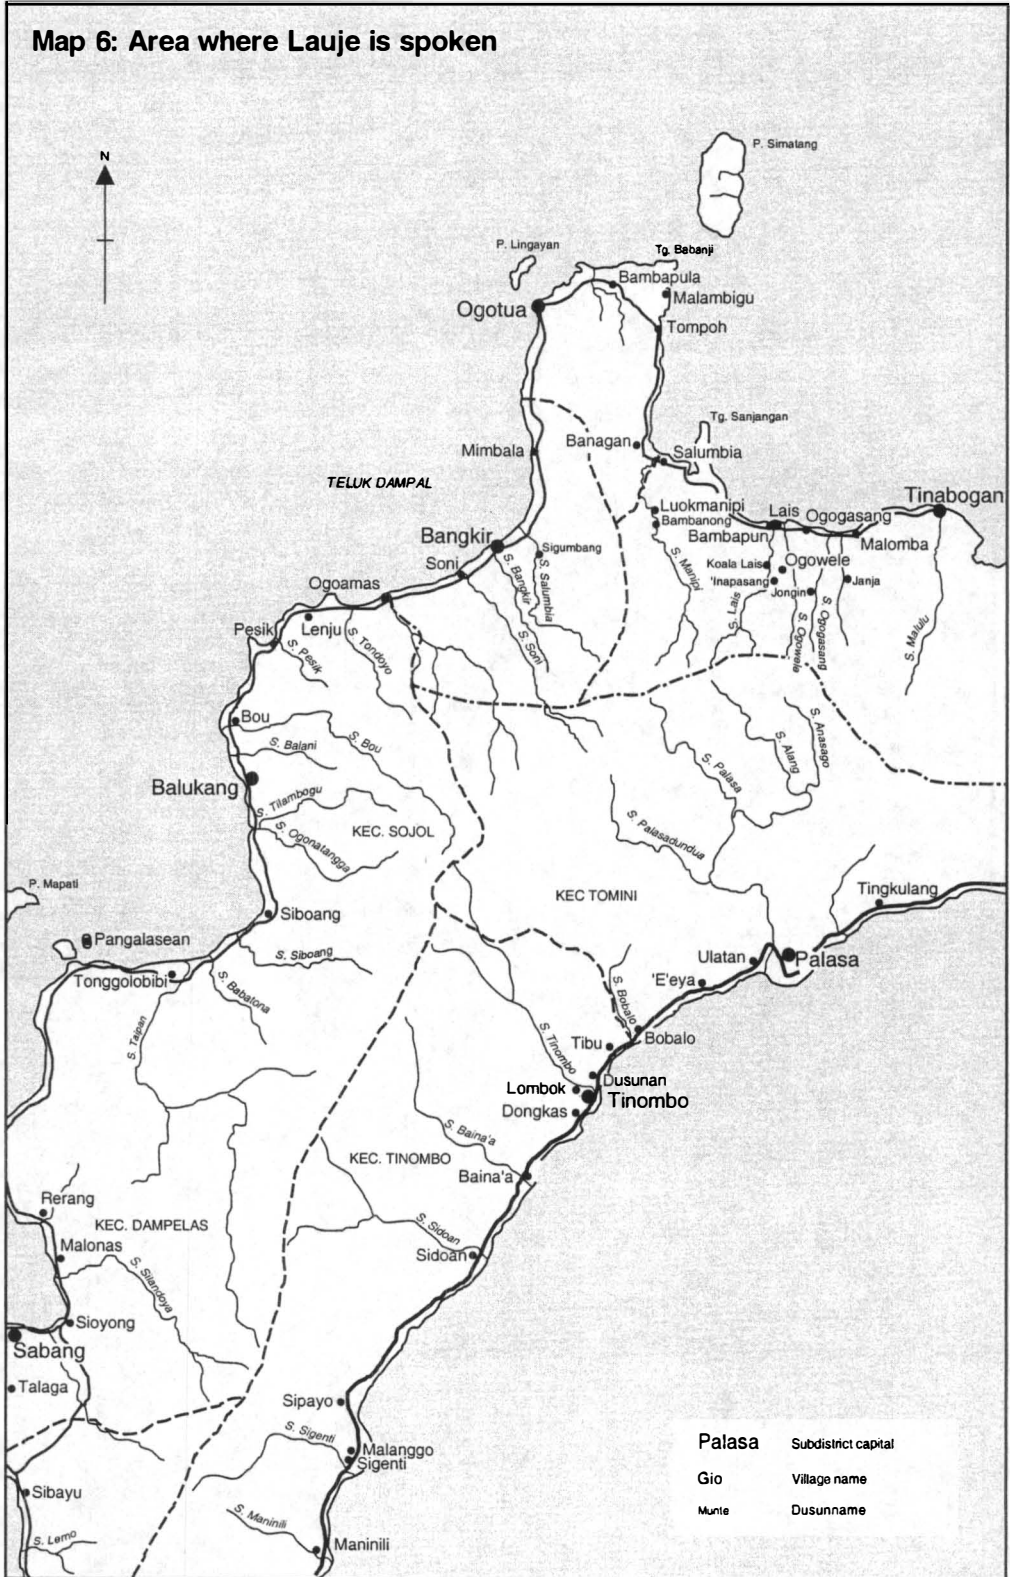 Map 6: Area where Lauje is spoken
N
P. Simatang
P. Lingayan
Tg. Babanji
Bambapula
Malambigu
Ogotua
Tompoh
Tg. Sanjangan
Banagan
Mimbala
Salumbia
TELUK DAMPAL
Tinabogan
Luokmanipi
Lais
Ogogasang
Bambanong
Bambapun
Malomba
Bangkir
Sigumbang
Soni
S. Bangkir
S. Salumbia
S. Manipi
Koala Lais
Ogowele
'Inapasang
Janja
Jongin
Ogoamas
S. Lais
S. Ogowele
S. Ogogasang
S. Malulu
Pesik
Lenju
S. Pesik
S. Tondoyo
S. Soni
Bou
S. Bou
S. Balani
S. Anasago
S. Alang
S. Palasa
Balukang
S. Tilambogu
S. Ogonatangga
KEC. SOJOL
S. Palasadundua
P. Mapati
KEC TOMINI
Tingkulang
Siboang
Pangalasean
S. Siboang
Ulatan
Palasa
Tonggolobibi
S. Babatona
'E'eya
S. Bobalo
S. Taipan
S. Tinombo
Bobalo
Tibu
Dusunan
Lombok
Tinombo
Dongkas
S. Baina'a
KEC. TINOMBO
Baina'a
Rerang
KEC. DAMPELAS
S. Sidoan
Malonas
Sidoan
S. Silandoya
Sioyong
Sabang
Talaga
Sipayo
S. Sigenti
Malanggo
Sigenti
Sibayu
S. Maninili
S. Lemo
Maninili
Palasa Subdistrict capital
Gio Village name
Munte Dusunname